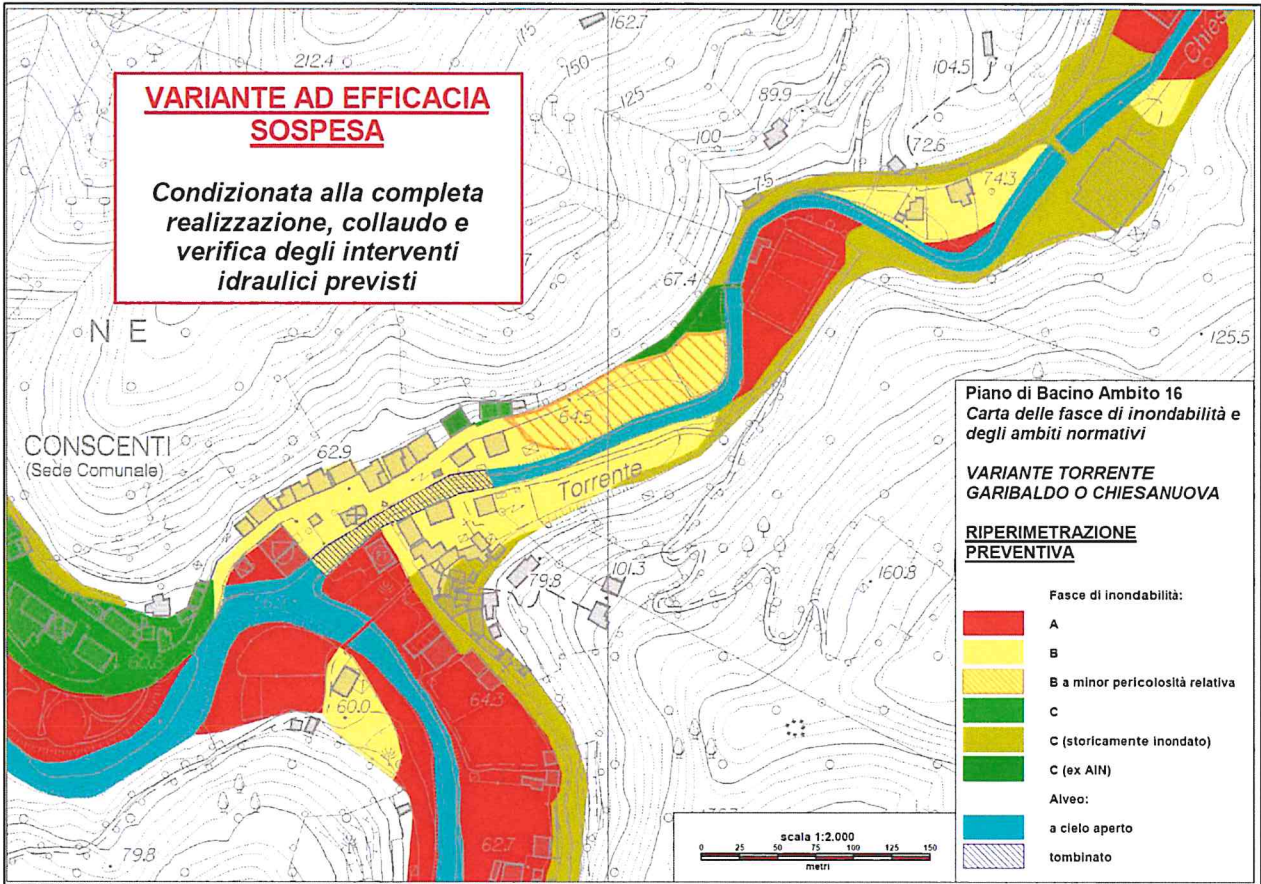 175
162.7
150
212.4
104.5
Chies
VARIANTE AD EFFICACIA
SOSPESA
Condizionata alla completa
realizzazione, collaudo e
verifica degli interventi
idraulici previsti
125
89.9
100
72.6
75
74.3
67.4
N E
125.5
CONSCENTI
(Sede Comunale)
62.9
64.5
Torrente
79.8
101.3
160.8
60.0
64.3
62.7
79.8
Piano di Bacino Ambito 16
Carta delle fasce di inondabilità e
degli ambiti normativi
VARIANTE TORRENTE
GARIBALDO O CHIESANUOVA
RIPERIMETRAZIONE
PREVENTIVA
Fasce di inondabilità:
A
B
B a minor pericolosità relativa
C
C (storicamente inondato)
C (ex AIN)
Alveo:
a cielo aperto
tombinato
scala 1:2.000
0 25 50 75 100 125 150
metri